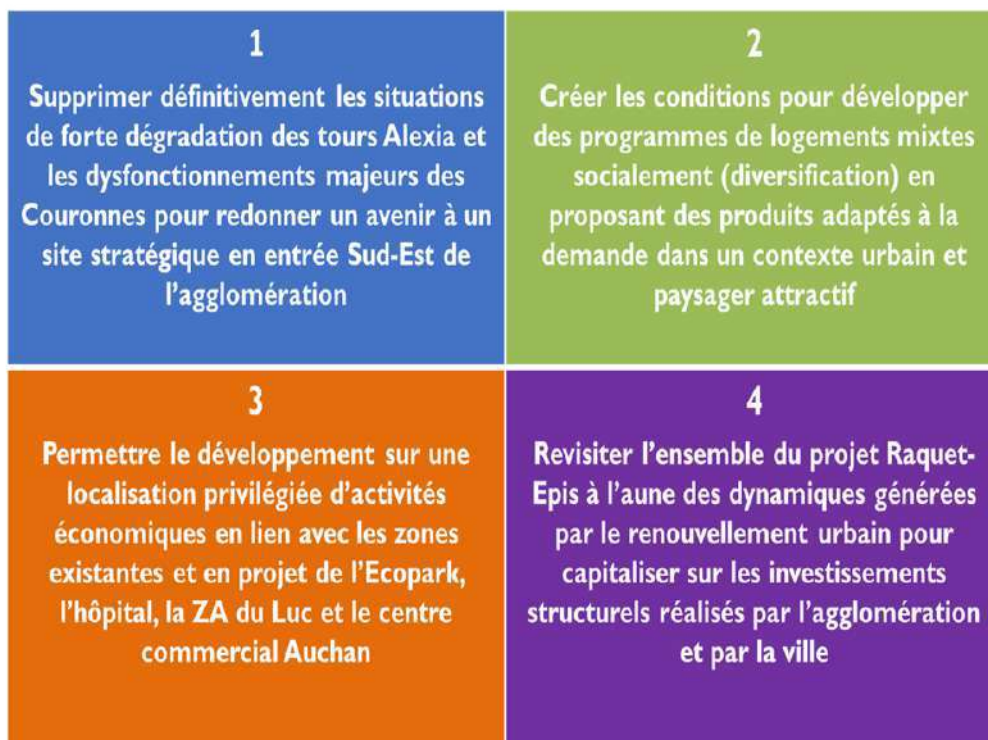 1
Supprimer définitivement les situations
de forte dégradation des tours Alexia et
les dysfonctionnements majeurs des
Couronnes pour redonner un avenir à un
site stratégique en entrée Sud-Est de
l'agglomération
2
Créer les conditions pour développer
des programmes de logements mixtes
socialement (diversification) en
proposant des produits adaptés à la
demande dans un contexte urbain et
paysager attractif
3
Permettre le développement sur une
localisation privilégiée d'activités
économiques en lien avec les zones
existantes et en projet de l'Ecopark,
l'hôpital, la ZA du Luc et le centre
commercial Auchan
4
Revisiter l'ensemble du projet Raquet-
Epis à l'aune des dynamiques générées
par le renouvellement urbain pour
capitaliser sur les investissements
structurels réalisés par l'agglomération
et par la ville